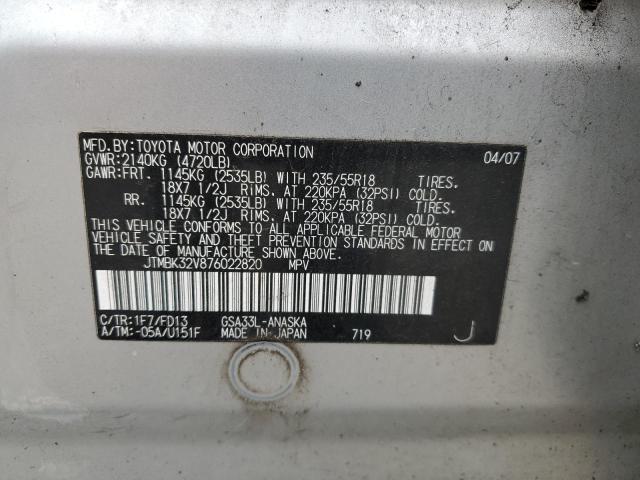 MFD.BY:TOYOTA MOTOR CORPORATION 04/07
GVWR:2140KG (4720LB)
GAWR:FRT. 1145KG (2535LB) WITH 235/55R18 TIRES.
18X7 1/2J RIMS. AT 220KPA (32PSI) COLD.
RR. 1145KG (2535LB) WITH 235/55R18 TIRES.
18X7 1/2J RIMS. AT 220KPA (32PSI) COLD.
THIS VEHICLE CONFORMS TO ALL APPLICABLE FEDERAL MOTOR
VEHICLE SAFETY AND THEFT PREVENTION STANDARDS IN EFFECT
ON THE DATE OF MANUFACTURE SHOWN ABOVE.
JTMBK32V876022820 MPV
C/TR:1F7/FD13 GSA33L-ANASKA
A/TM:-05A/U151F MADE IN JAPAN 719 J